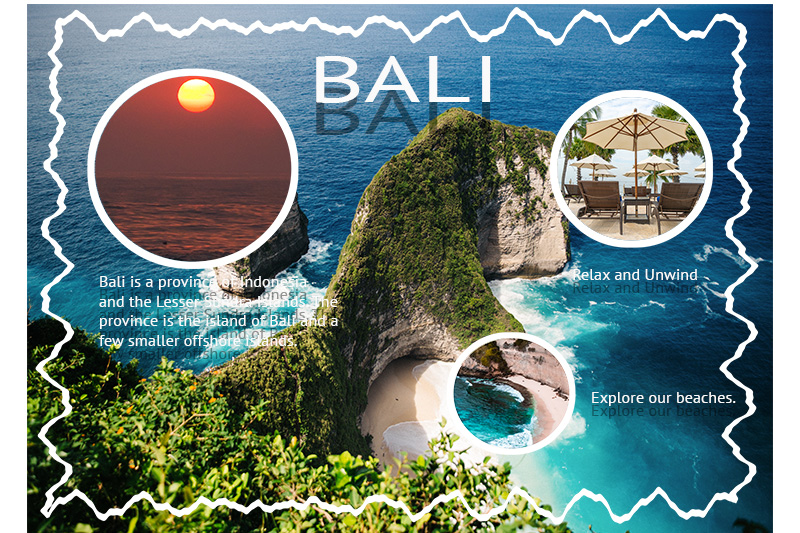 BALI
Bali is a province of Indonesia
and the Lesser Sunda Islands. The
province is the island of Bali and a
few smaller offshore islands.
Relax and Unwind
Explore our beaches.